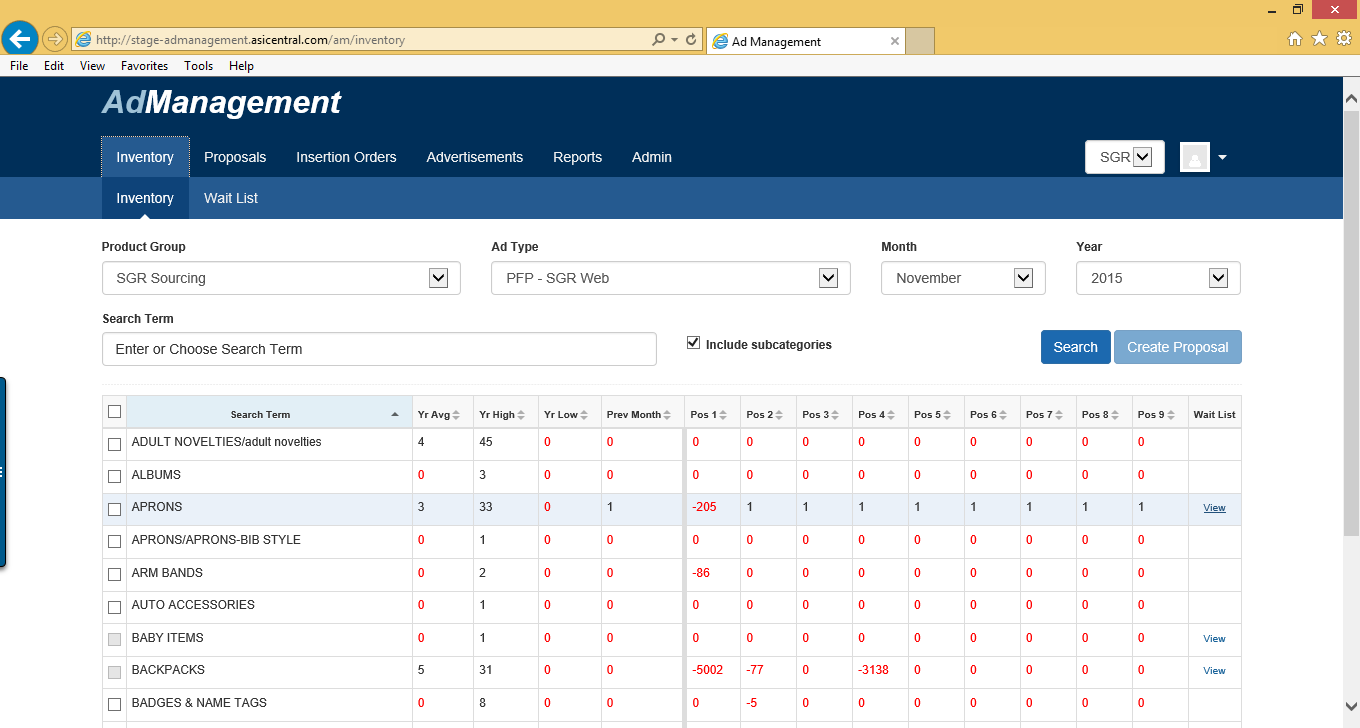 http://stage-admanagement.asicentral.com/am/inventory Ad Management
File Edit View Favorites Tools Help
AdManagement
Inventory Proposals Insertion Orders Advertisements Reports Admin SGR
Inventory Wait List
Product Group Ad Type Month Year
SGR Sourcing PFP - SGR Web November 2015
Search Term
Enter or Choose Search Term Include subcategories Search Create Proposal
Search Term Yr Avg Yr High Yr Low Prev Month Pos 1 Pos 2 Pos 3 Pos 4 Pos 5 Pos 6 Pos 7 Pos 8 Pos 9 Wait List
ADULT NOVELTIES/adult novelties 4 45 0 0 0 0 0 0 0 0 0 0 0
ALBUMS 0 3 0 0 0 0 0 0 0 0 0 0 0
APRONS 3 33 0 1 -205 1 1 1 1 1 1 1 1 View
APRONS/APRONS-BIB STYLE 0 1 0 0 0 0 0 0 0 0 0 0 0
ARM BANDS 0 2 0 0 -86 0 0 0 0 0 0 0 0
AUTO ACCESSORIES 0 1 0 0 0 0 0 0 0 0 0 0 0
BABY ITEMS 0 1 0 0 0 0 0 0 0 0 0 0 0 View
BACKPACKS 5 31 0 0 -5002 -77 0 -3138 0 0 0 0 0 View
BADGES & NAME TAGS 0 8 0 0 0 -5 0 0 0 0 0 0 0